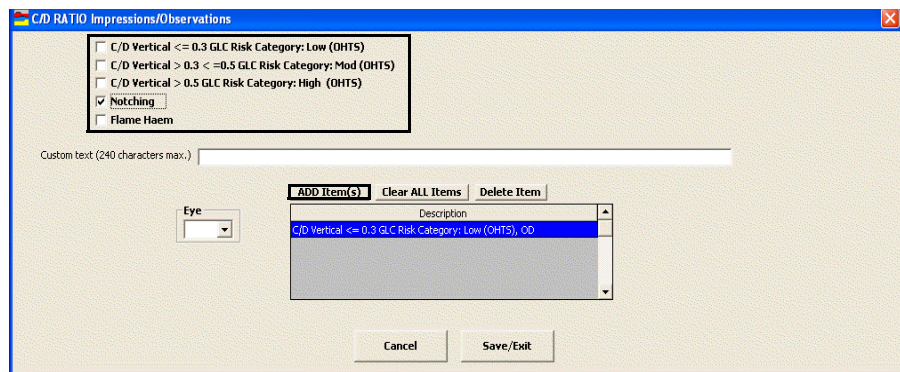 C/D RATIO Impressions/Observations
C/D Vertical <= 0.3 GLC Risk Category: Low (OHTS)
C/D Vertical > 0.3 < =0.5 GLC Risk Category: Mod (OHTS)
C/D Vertical > 0.5 GLC Risk Category: High (OHTS)
Notching
Flame Haem
Custom text (240 characters max.)
ADD Item(s) Clear ALL Items Delete Item
Eye
Description
C/D Vertical <= 0.3 GLC Risk Category: Low (OHTS), OD
Cancel Save/Exit